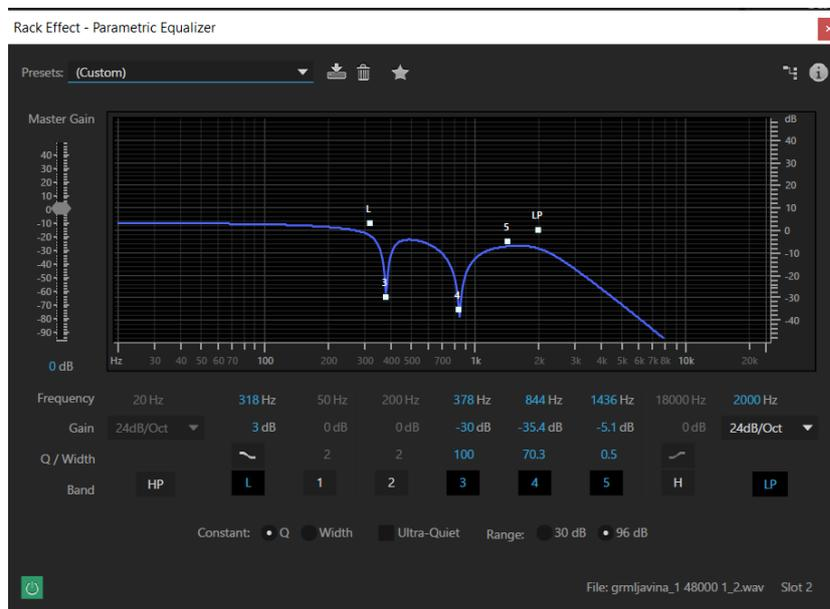 Rack Effect - Parametric Equalizer
Presets: (Custom)
Master Gain
40
30
20
10
0
-10
-20
-30
-40
-50
-60
-70
-80
-90
0 dB
L
3
4
5
LP
dB
40
30
20
10
0
-10
-20
-30
-40
Hz 30 40 50 60 70 100 200 300 400 500 700 1k 2k 3k 4k 5k 6k 7k 8k 10k 20k
Frequency 20 Hz 318 Hz 50 Hz 200 Hz 378 Hz 844 Hz 1436 Hz 18000 Hz 2000 Hz
Gain 24dB/Oct 3 dB 0 dB 0 dB -30 dB -35.4 dB -5.1 dB 0 dB 24dB/Oct
Q / Width 2 2 100 70.3 0.5
Band HP L 1 2 3 4 5 H LP
Constant: Q Width Ultra-Quiet Range: 30 dB 96 dB
File: grmljavina_1 48000 1_2.wav Slot 2